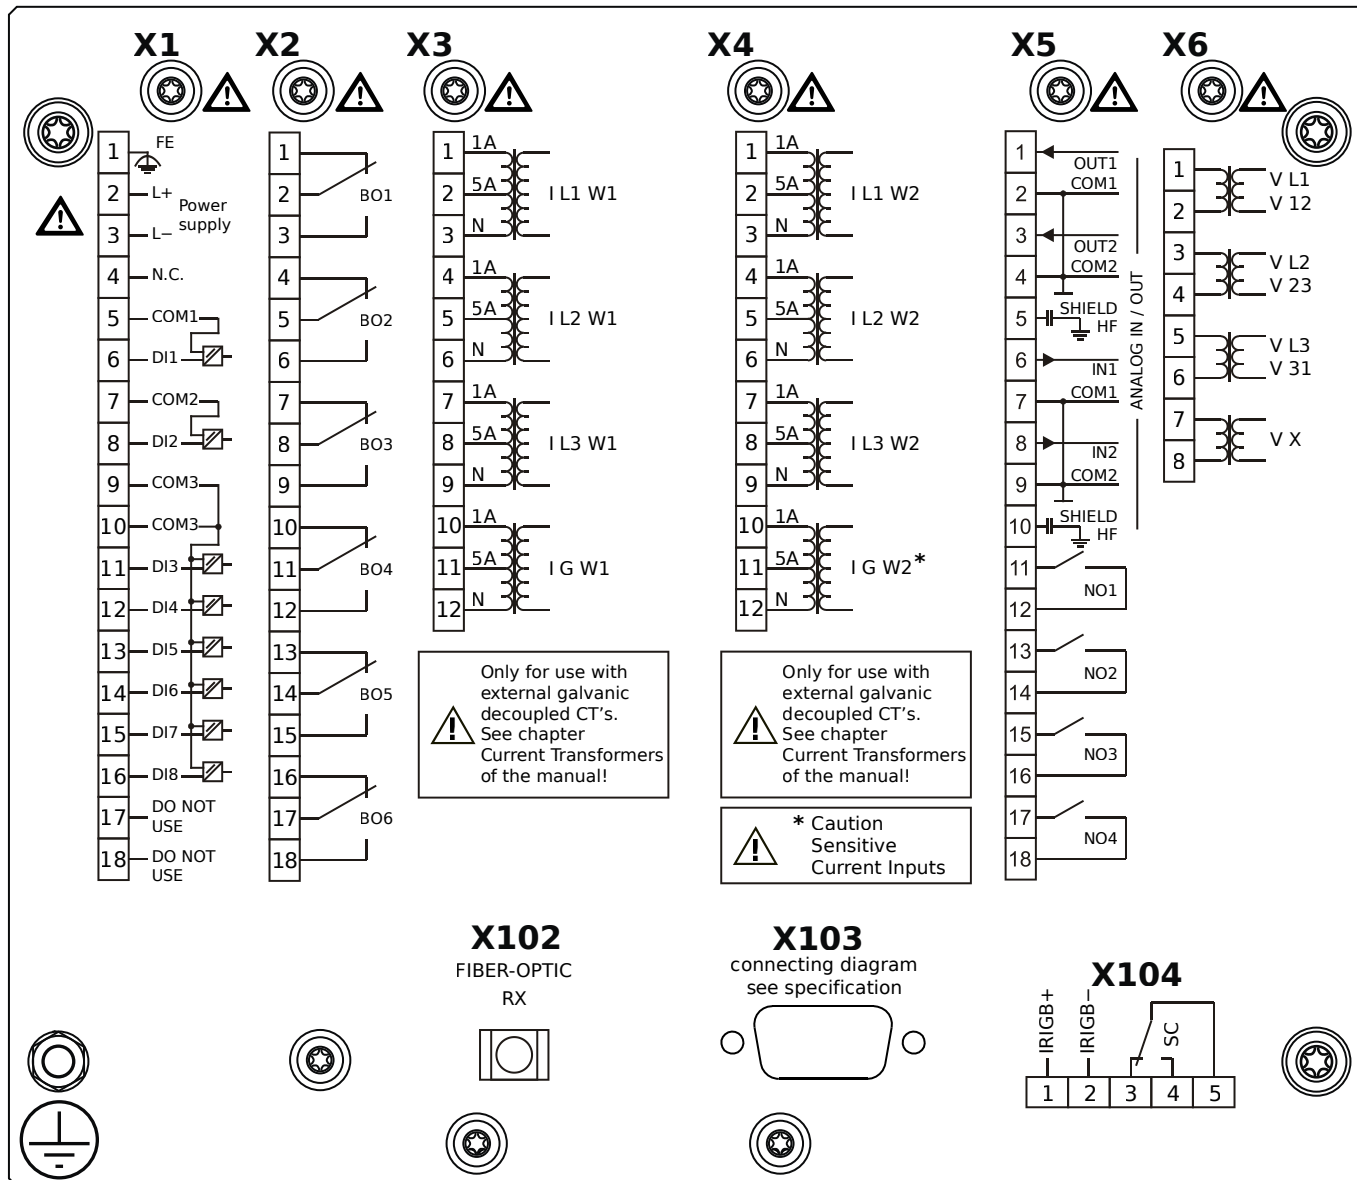 X1
1 FE
2 L+ Power
supply
3 L−
4 N.C.
5 COM1
6 DI1
7 COM2
8 DI2
9 COM3
10 COM3
11 DI3
12 DI4
13 DI5
14 DI6
15 DI7
16 DI8
17 DO NOT
USE
18 DO NOT
USE
X2
1
2 BO1
3
4
5 BO2
6
7
8 BO3
9
10
11 BO4
12
13
14 BO5
15
16
17 BO6
18
X3
1 1A
2 5A I L1 W1
3 N
4 1A
5 5A I L2 W1
6 N
7 1A
8 5A I L3 W1
9 N
10 1A
11 5A I G W1
12 N
Only for use with
external galvanic
decoupled CT's.
See chapter
Current Transformers
of the manual!
X4
1 1A
2 5A I L1 W2
3 N
4 1A
5 5A I L2 W2
6 N
7 1A
8 5A I L3 W2
9 N
10 1A
11 5A I G W2*
12 N
Only for use with
external galvanic
decoupled CT's.
See chapter
Current Transformers
of the manual!
* Caution
Sensitive
Current Inputs
X5
1 OUT1
2 COM1
3 OUT2
4 COM2
5 SHIELD
HF
6 IN1
7 COM1
8 IN2
9 COM2
10 SHIELD
HF
ANALOG IN / OUT
11
NO1
12
13
NO2
14
15
NO3
16
17
NO4
18
X6
1 V L1
2 V 12
3 V L2
4 V 23
5 V L3
6 V 31
7
V X
8
X102
FIBER-OPTIC
RX
X103
connecting diagram
see specification
X104
IRIGB+
IRIGB−
SC
1 2 3 4 5